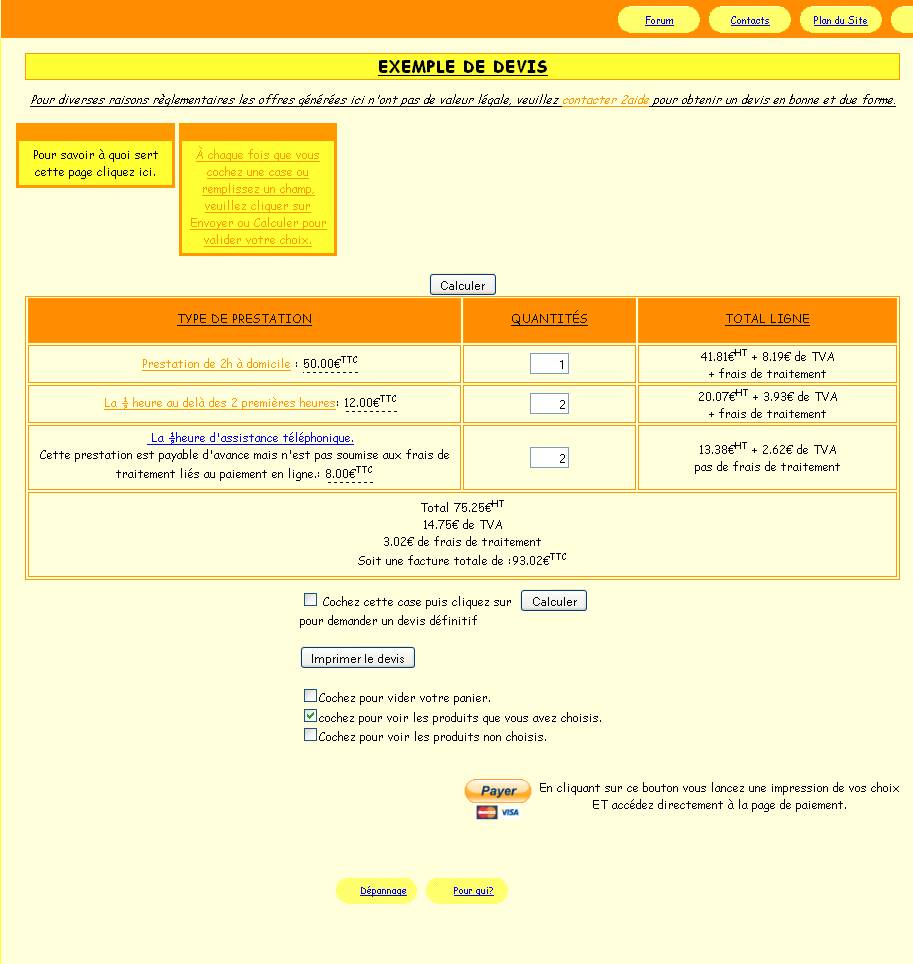 Forum
Contacts
Plan du Site
EXEMPLE DE DEVIS
Pour diverses raisons règlementaires les offres générées ici n'ont pas de valeur légale, veuillez contacter 2aide pour obtenir un devis en bonne et due forme.
Pour savoir à quoi sert
cette page cliquez ici.
À chaque fois que vous
cochez une case ou
remplissez un champ,
veuillez cliquer sur
Envoyer ou Calculer pour
valider votre choix.
Calculer
TYPE DE PRESTATION
QUANTITÉS
TOTAL LIGNE
Prestation de 2h à domicile : 50.00€TTC
1
41.81€HT + 8.19€ de TVA
+ frais de traitement
La ½ heure au delà des 2 premières heures: 12.00€TTC
2
20.07€HT + 3.93€ de TVA
+ frais de traitement
La ½heure d'assistance téléphonique.
Cette prestation est payable d'avance mais n'est pas soumise aux frais de
traitement liés au paiement en ligne.: 8.00€TTC
2
13.38€HT + 2.62€ de TVA
pas de frais de traitement
Total 75.25€HT
14.75€ de TVA
3.02€ de frais de traitement
Soit une facture totale de :93.02€TTC
Cochez cette case puis cliquez sur Calculer
pour demander un devis définitif
Imprimer le devis
Cochez pour vider votre panier.
cochez pour voir les produits que vous avez choisis.
Cochez pour voir les produits non choisis.
Payer
VISA
En cliquant sur ce bouton vous lancez une impression de vos choix
ET accédez directement à la page de paiement.
Dépannage
Pour qui?